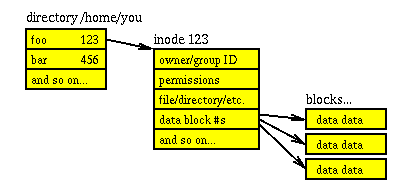 directory /home/you
foo 123
bar 456
and so on...
inode 123
owner/group ID
permissions
file/directory/etc.
data block #s
and so on...
blocks...
data data
data data
data data